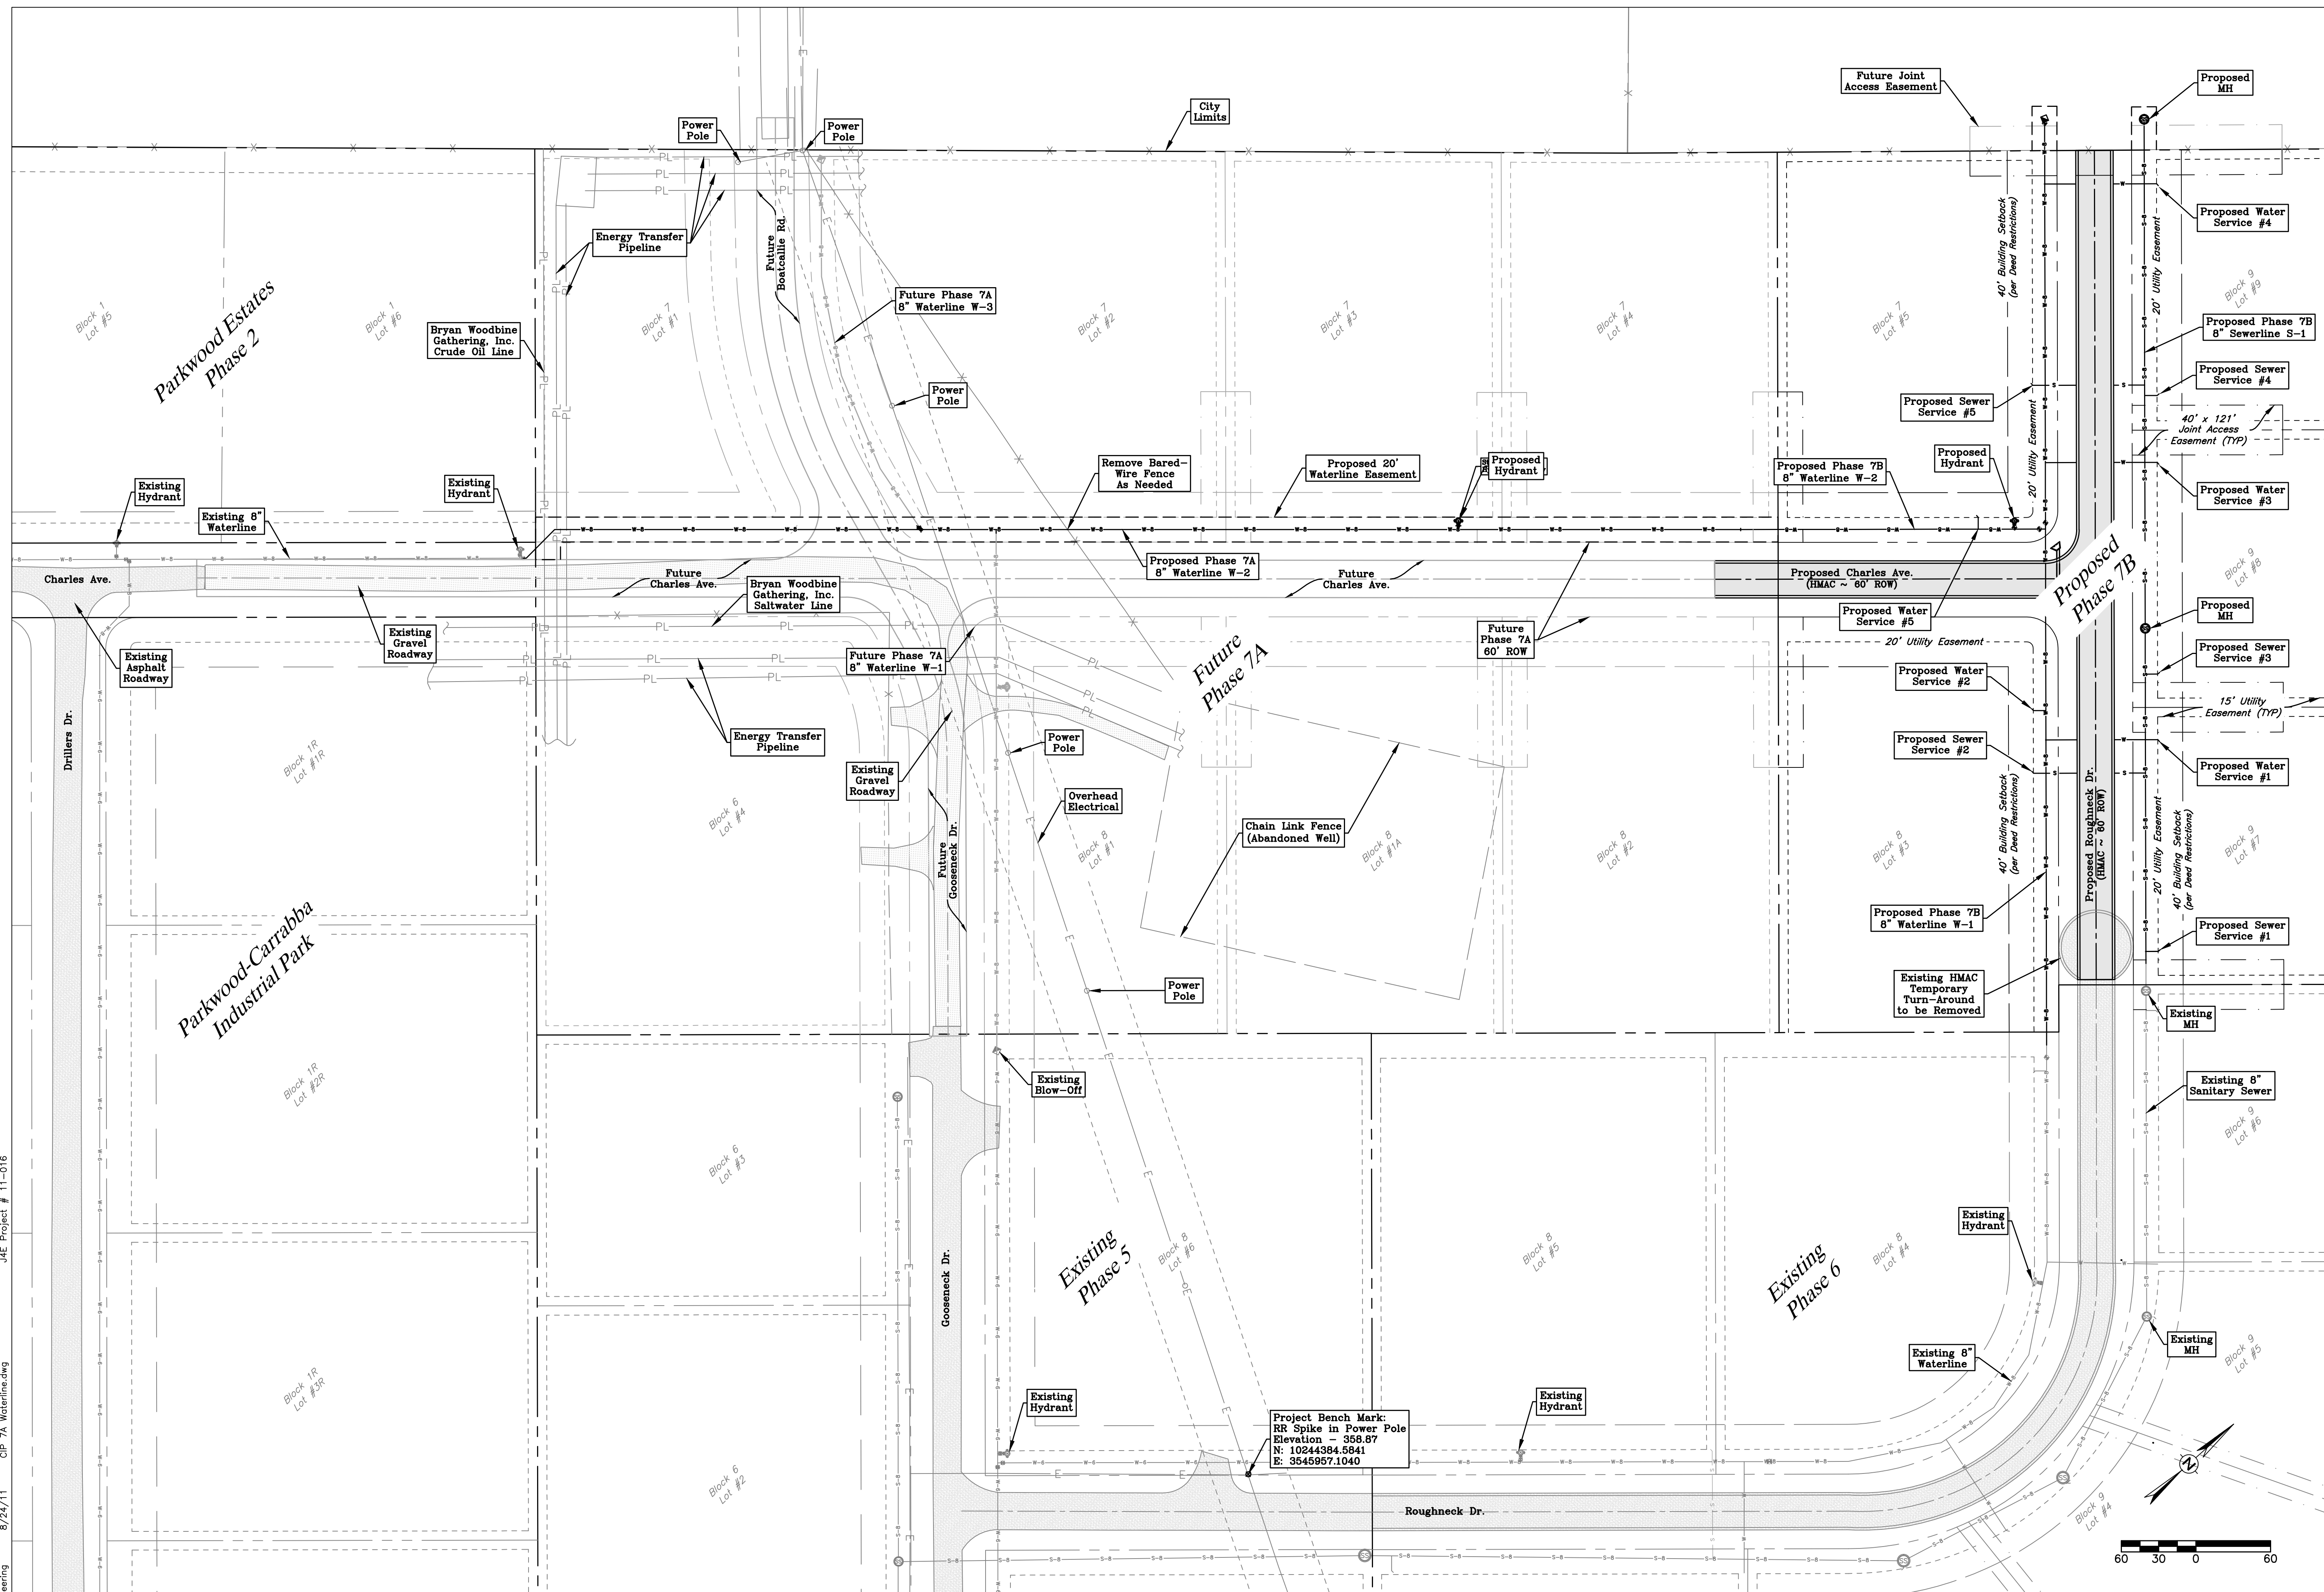 Future Joint
Access Easement
Proposed
MH
City
Limits
Power
Pole
Power
Pole
Energy Transfer
Pipeline
Future
Boatcallie Rd.
Future Phase 7A
8" Waterline W-3
Bryan Woodbine
Gathering, Inc.
Crude Oil Line
Parkwood Estates
Phase 2
Block 1
Lot #5
Block 1
Lot #6
Block 7
Lot #1
Block 7
Lot #2
Block 7
Lot #3
Block 7
Lot #4
Block 7
Lot #5
40' Building Setback
(per Deed Restrictions)
20' Utility Easement
Proposed Water
Service #4
Block 9
Lot #9
Proposed Phase 7B
8" Sewerline S-1
Proposed Sewer
Service #4
Proposed Sewer
Service #5
40' x 121'
Joint Access
Easement (TYP)
20' Utility Easement
Power
Pole
Existing
Hydrant
Existing 8"
Waterline
Existing
Hydrant
Remove Bared-
Wire Fence
As Needed
Proposed 20'
Waterline Easement
Proposed
Hydrant
Proposed Phase 7B
8" Waterline W-2
Proposed
Hydrant
Proposed Water
Service #3
Charles Ave.
Future
Charles Ave.
Proposed Phase 7A
8" Waterline W-2
Future
Charles Ave.
Proposed Charles Ave.
(HMAC ~ 60' ROW)
Proposed
Phase 7B
Block 9
Lot #8
Bryan Woodbine
Gathering, Inc.
Saltwater Line
Existing
Gravel
Roadway
Existing
Asphalt
Roadway
Future Phase 7A
8" Waterline W-1
Future
Phase 7A
60' ROW
Proposed Water
Service #5
Proposed
MH
20' Utility Easement
Proposed Sewer
Service #3
Proposed Water
Service #2
15' Utility
Easement (TYP)
Future
Phase 7A
Drillers Dr.
Energy Transfer
Pipeline
Existing
Gravel
Roadway
Power
Pole
Proposed Sewer
Service #2
Proposed Water
Service #1
Block 1R
Lot #1R
Block 6
Lot #4
Future
Gooseneck Dr.
Overhead
Electrical
Block 8
Lot #1
Chain Link Fence
(Abandoned Well)
Block 8
Lot #1A
Block 8
Lot #2
Block 8
Lot #3
40' Building Setback
(per Deed Restrictions)
Proposed Roughneck Dr.
(HMAC ~ 60' ROW)
20' Utility Easement
40' Building Setback
(per Deed Restrictions)
Block 9
Lot #7
Proposed Phase 7B
8" Waterline W-1
Proposed Sewer
Service #1
Parkwood-Carrabba
Industrial Park
Power
Pole
Existing HMAC
Temporary
Turn-Around
to be Removed
Existing
MH
Existing
Blow-Off
Existing 8"
Sanitary Sewer
Block 1R
Lot #2R
Block 6
Lot #3
Block 9
Lot #6
Existing
Hydrant
Existing
Phase 5
Block 8
Lot #6
Block 8
Lot #5
Existing
Phase 6
Block 8
Lot #4
Gooseneck Dr.
Existing 8"
Waterline
Existing
MH
Block 9
Lot #5
Block 1R
Lot #3R
Existing
Hydrant
Project Bench Mark:
RR Spike in Power Pole
Elevation - 358.87
N: 10244384.5841
E: 3545957.1040
Existing
Hydrant
Block 6
Lot #2
Roughneck Dr.
Block 9
Lot #4
N
60 30 0 60
J4E Project # 11-016
CIP 7A Waterline.dwg
8/24/11